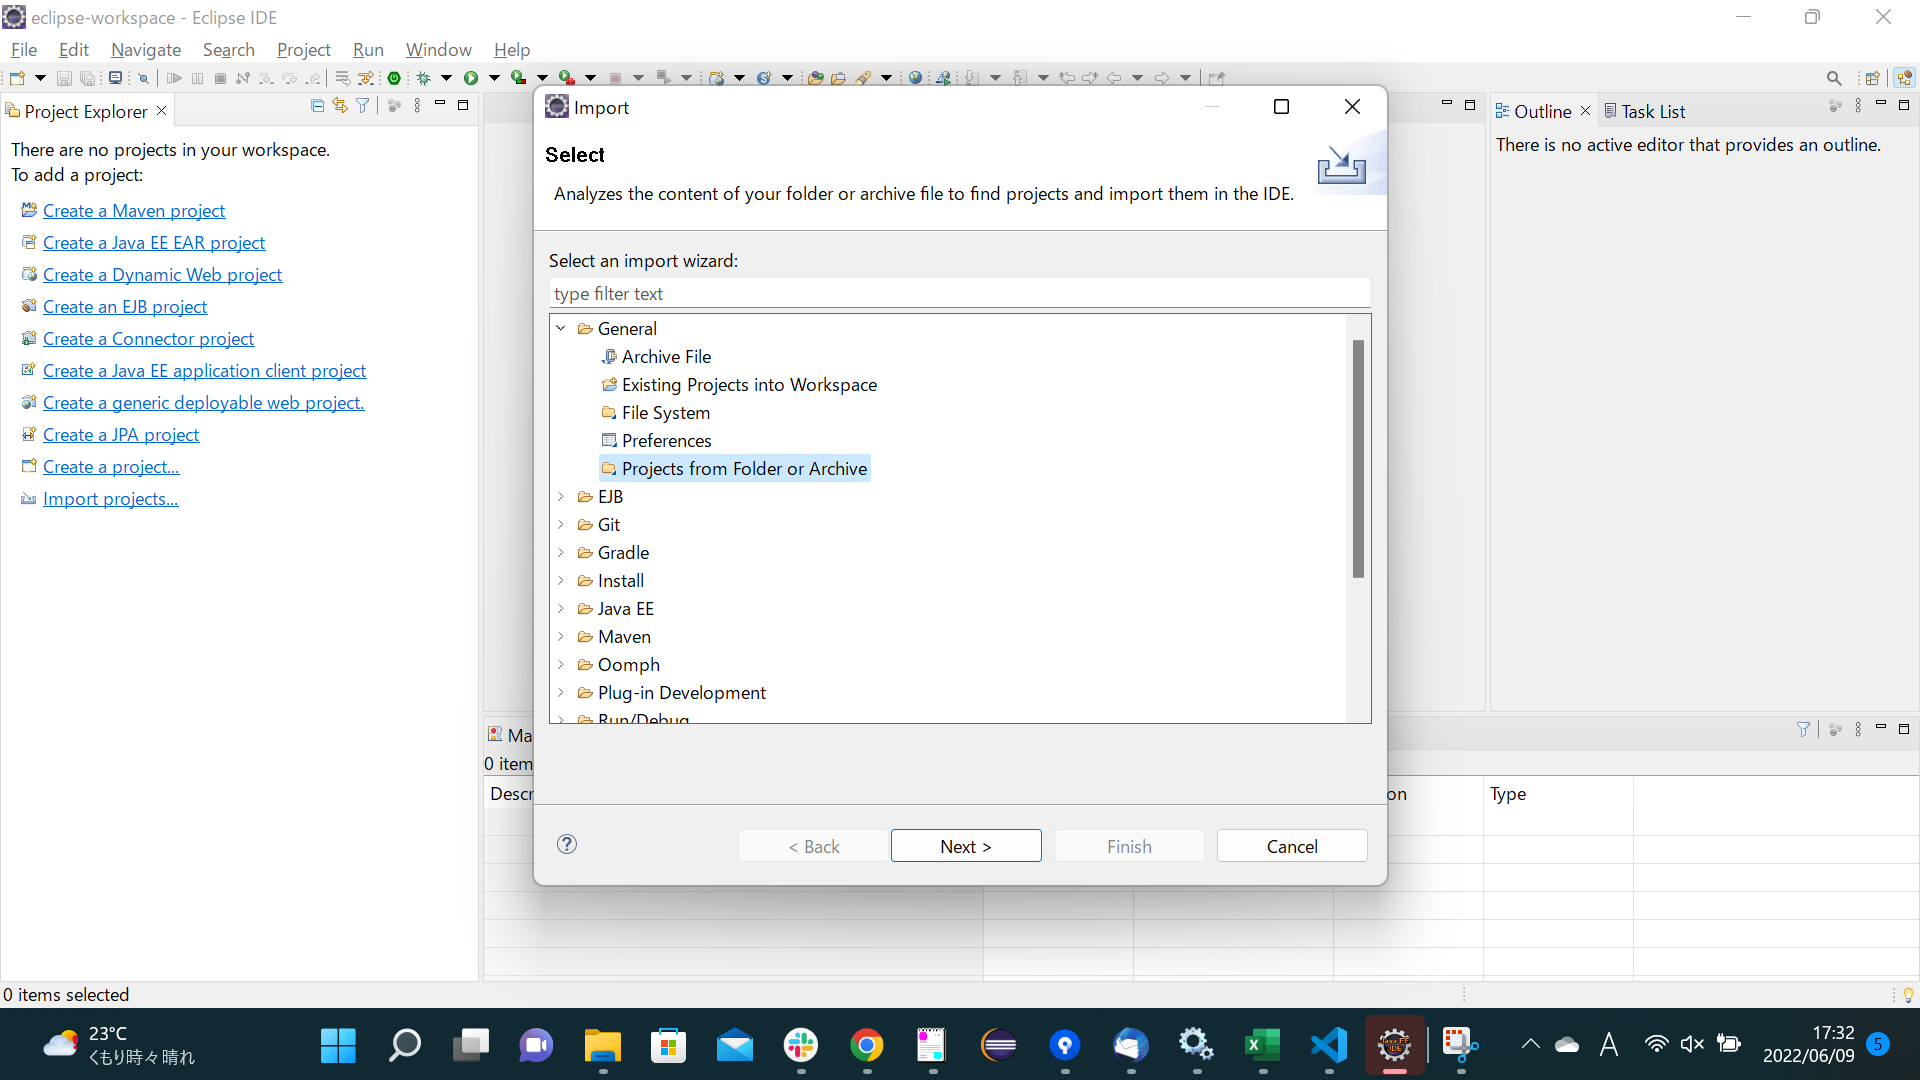 eclipse-workspace - Eclipse IDE
File Edit Navigate Search Project Run Window Help
Project Explorer
There are no projects in your workspace.
To add a project:
Create a Maven project
Create a Java EE EAR project
Create a Dynamic Web project
Create an EJB project
Create a Connector project
Create a Java EE application client project
Create a generic deployable web project.
Create a JPA project
Create a project...
Import projects...
Import
Select
Analyzes the content of your folder or archive file to find projects and import them in the IDE.
Select an import wizard:
type filter text
General
Archive File
Existing Projects into Workspace
File System
Preferences
Projects from Folder or Archive
EJB
Git
Gradle
Install
Java EE
Maven
Oomph
Plug-in Development
Run/Debug
< Back Next > Finish Cancel
Outline Task List
There is no active editor that provides an outline.
Ma
0 item
Descr on Type
0 items selected
23°C
くもり時々晴れ
A
17:32
2022/06/09
5